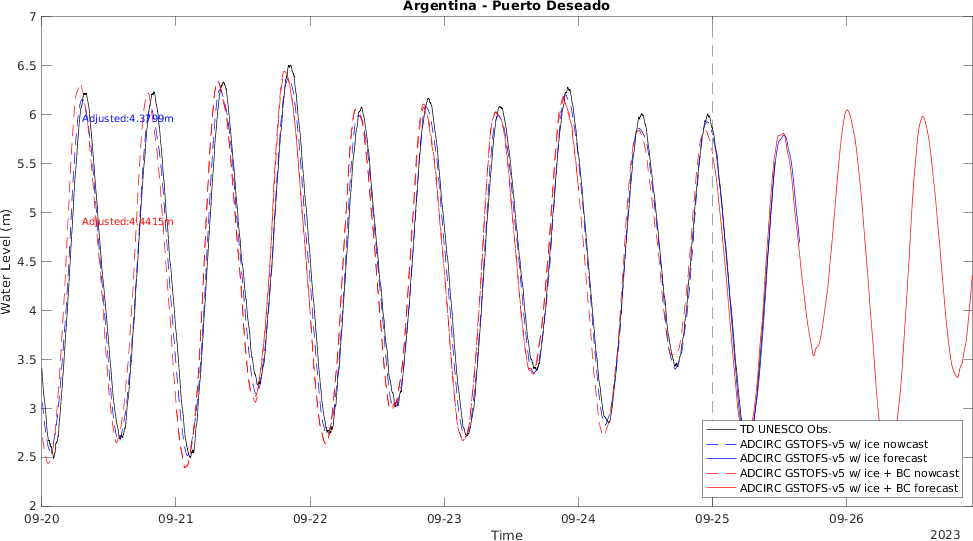 Argentina - Puerto Deseado
7
6.5
6
5.5
5
4.5
4
3.5
3
2.5
2
Water Level (m)
Adjusted:4.3799m
Adjusted:4.4415m
TD UNESCO Obs.
ADCIRC GSTOFS-v5 w/ ice nowcast
ADCIRC GSTOFS-v5 w/ ice forecast
ADCIRC GSTOFS-v5 w/ ice + BC nowcast
ADCIRC GSTOFS-v5 w/ ice + BC forecast
09-20 09-21 09-22 09-23 09-24 09-25 09-26
Time
2023